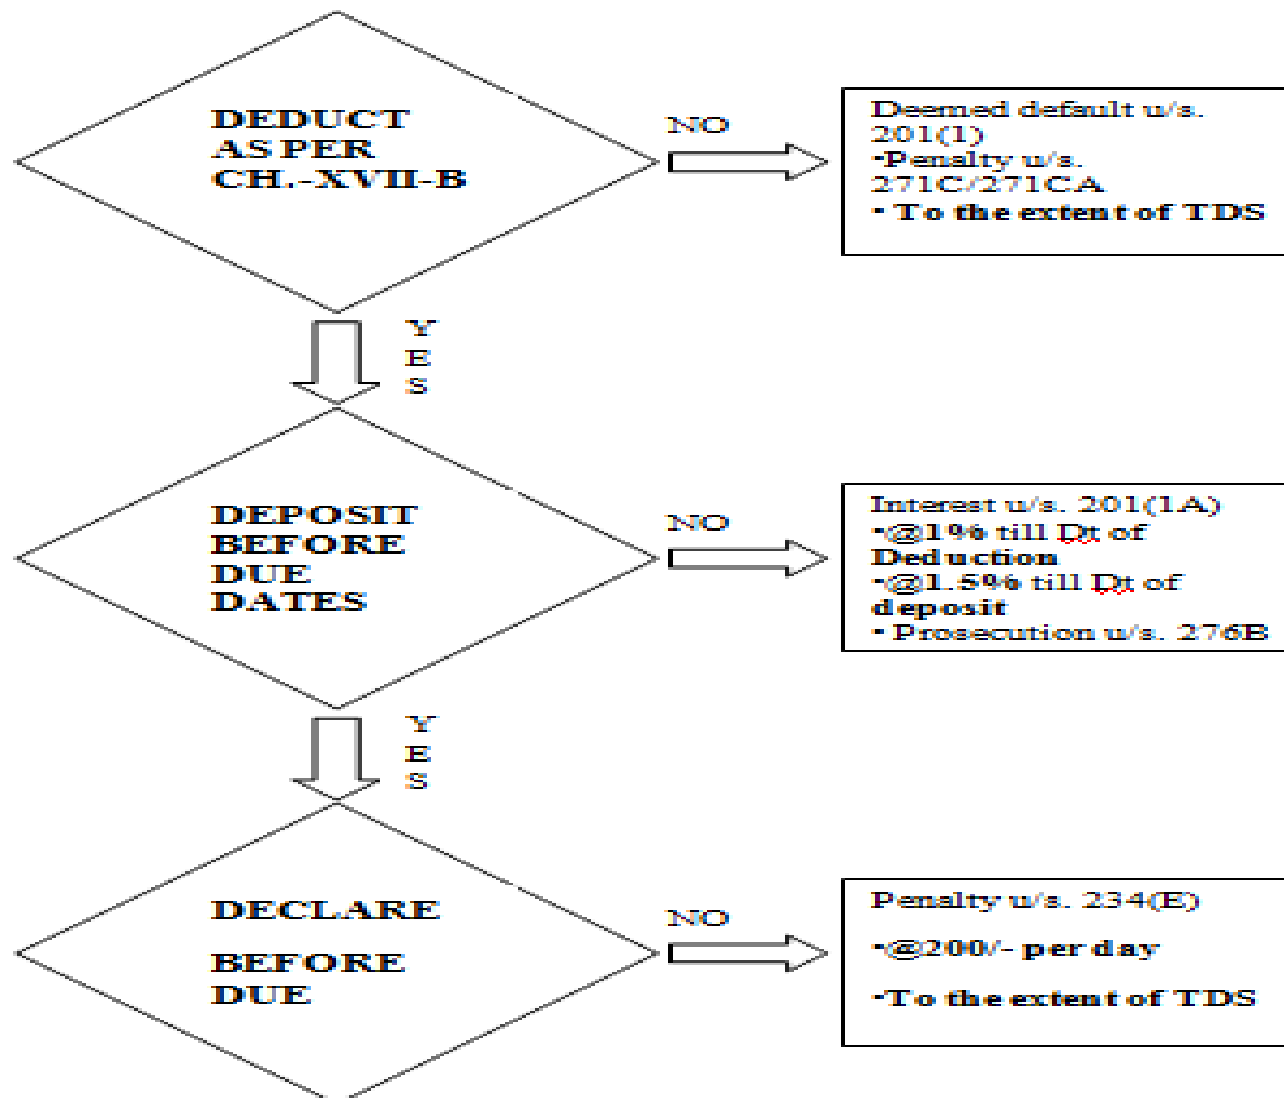 DEDUCT
AS PER
CH.-XVII-B
NO
Deemed default u/s.
201(1)
•Penalty u/s.
271C/271CA
• To the extent of TDS
Y
E
S
DEPOSIT
BEFORE
DUE
DATES
NO
Interest u/s. 201(1A)
•@1% till Dt of
Deduction
•@1.5% till Dt of
deposit
• Prosecution u/s. 276B
Y
E
S
DECLARE
BEFORE
DUE
NO
Penalty u/s. 234(E)
•@200/- per day
•To the extent of TDS